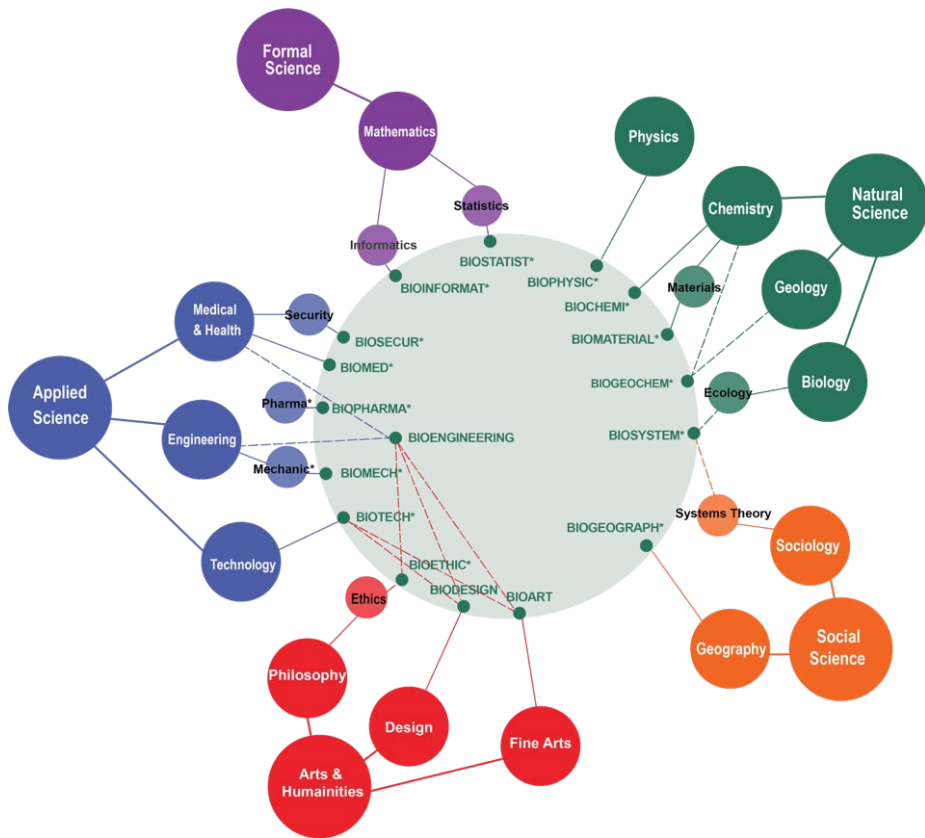 Formal
Science
Mathematics
Physics
Natural
Science
Chemistry
Statistics
Informatics
BIOSTATIST*
BIOINFORMAT*
BIOPHYSIC*
BIOCHEMI*
Materials
Geology
BIOMATERIAL*
Medical
& Health
Security
BIOSECUR*
BIOMED*
BIOGEOCHEM*
Ecology
Biology
Applied
Science
Pharma*
BIOPHARMA*
Engineering
BIOENGINEERING
BIOSYSTEM*
Mechanic*
BIOMECH*
BIOTECH*
Systems Theory
BIOGEOGRAPH*
Sociology
Technology
BIOETHIC*
BIODESIGN
BIOART
Ethics
Geography
Social
Science
Philosophy
Design
Fine Arts
Arts &
Humainities